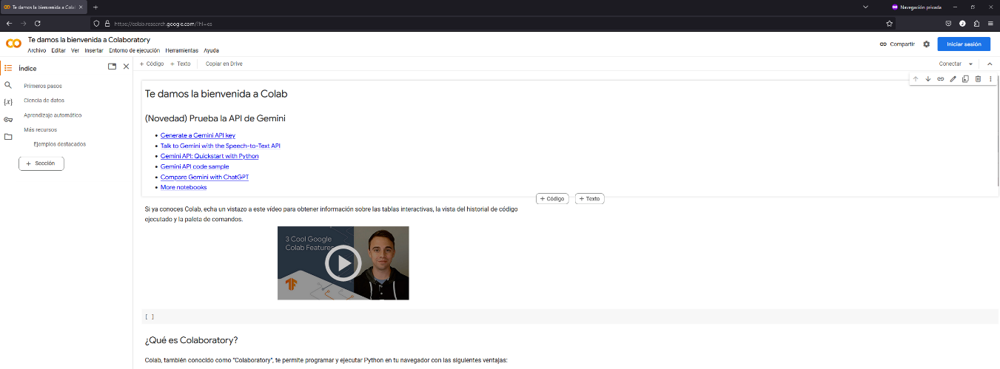 Te damos la bienvenida a Colab
Navegación privada
https://colab.research.google.com/?hl=es
Te damos la bienvenida a Colaboratory
Archivo Editar Ver Insertar Entorno de ejecución Herramientas Ayuda
Compartir
Iniciar sesión
Índice
+ Código + Texto Copiar en Drive
Conectar
Primeros pasos
Ciencia de datos
Aprendizaje automático
Más recursos
Ejemplos destacados
+ Sección
Te damos la bienvenida a Colab
(Novedad) Prueba la API de Gemini
• Generate a Gemini API key
• Talk to Gemini with the Speech-to-Text API
• Gemini API: Quickstart with Python
• Gemini API code sample
• Compare Gemini with ChatGPT
• More notebooks
+ Código + Texto
Si ya conoces Colab, echa un vistazo a este vídeo para obtener información sobre las tablas interactivas, la vista del historial de código
ejecutado y la paleta de comandos.
3 Cool Google
Colab Features
[ ]
¿Qué es Colaboratory?
Colab, también conocido como "Colaboratory", te permite programar y ejecutar Python en tu navegador con las siguientes ventajas: